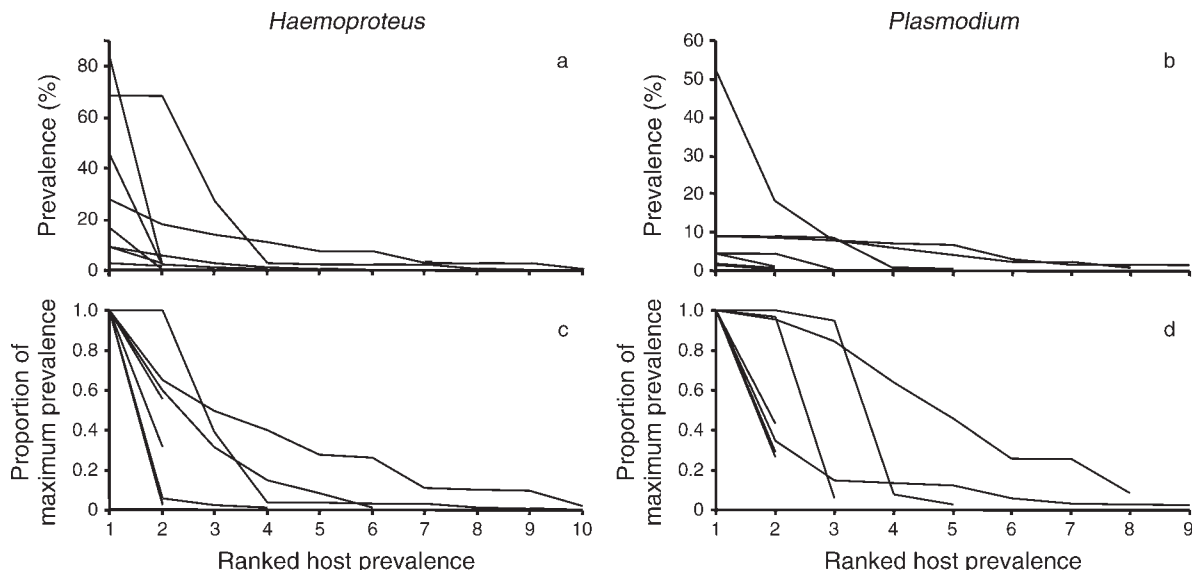 Haemoproteus
Plasmodium
a
Prevalence (%)
80
60
40
20
0
b
Prevalence (%)
60
50
40
30
20
10
0
c
Proportion of
maximum prevalence
1.0
0.8
0.6
0.4
0.2
0
1 2 3 4 5 6 7 8 9 10
Ranked host prevalence
d
Proportion of
maximum prevalence
1.0
0.8
0.6
0.4
0.2
0
1 2 3 4 5 6 7 8 9
Ranked host prevalence